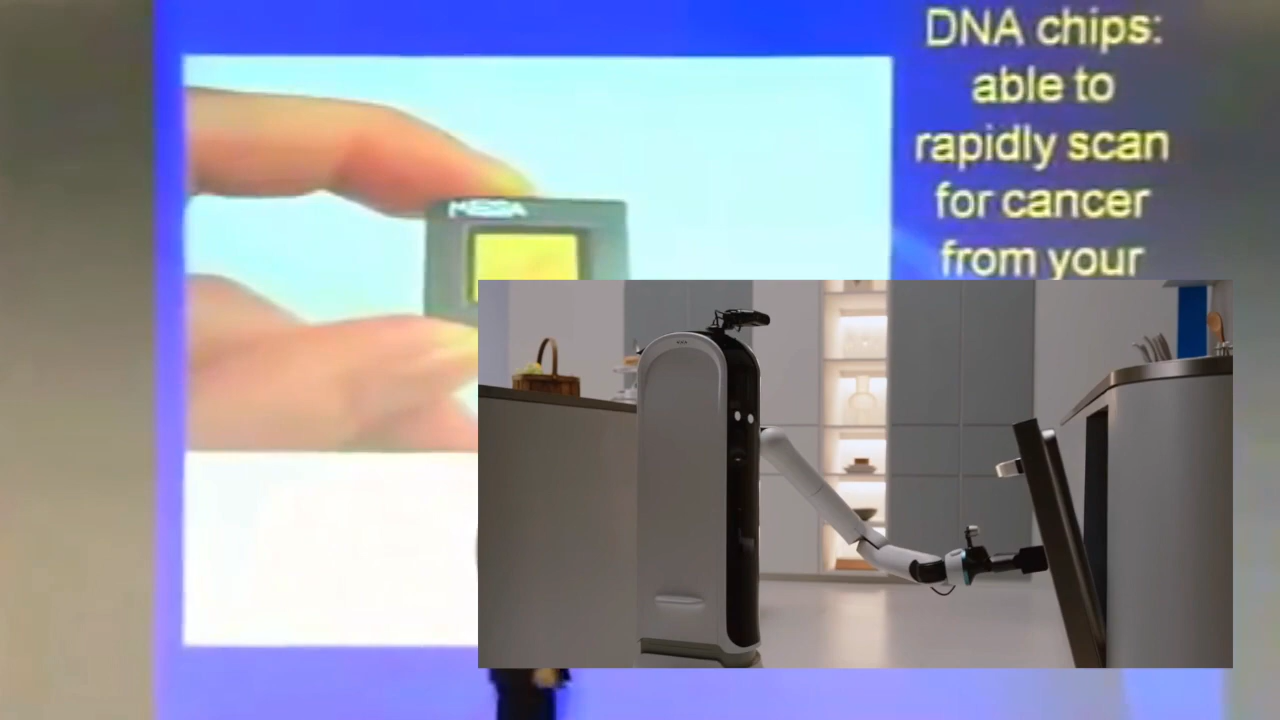 DNA chips:
able to
rapidly scan
for cancer
from your